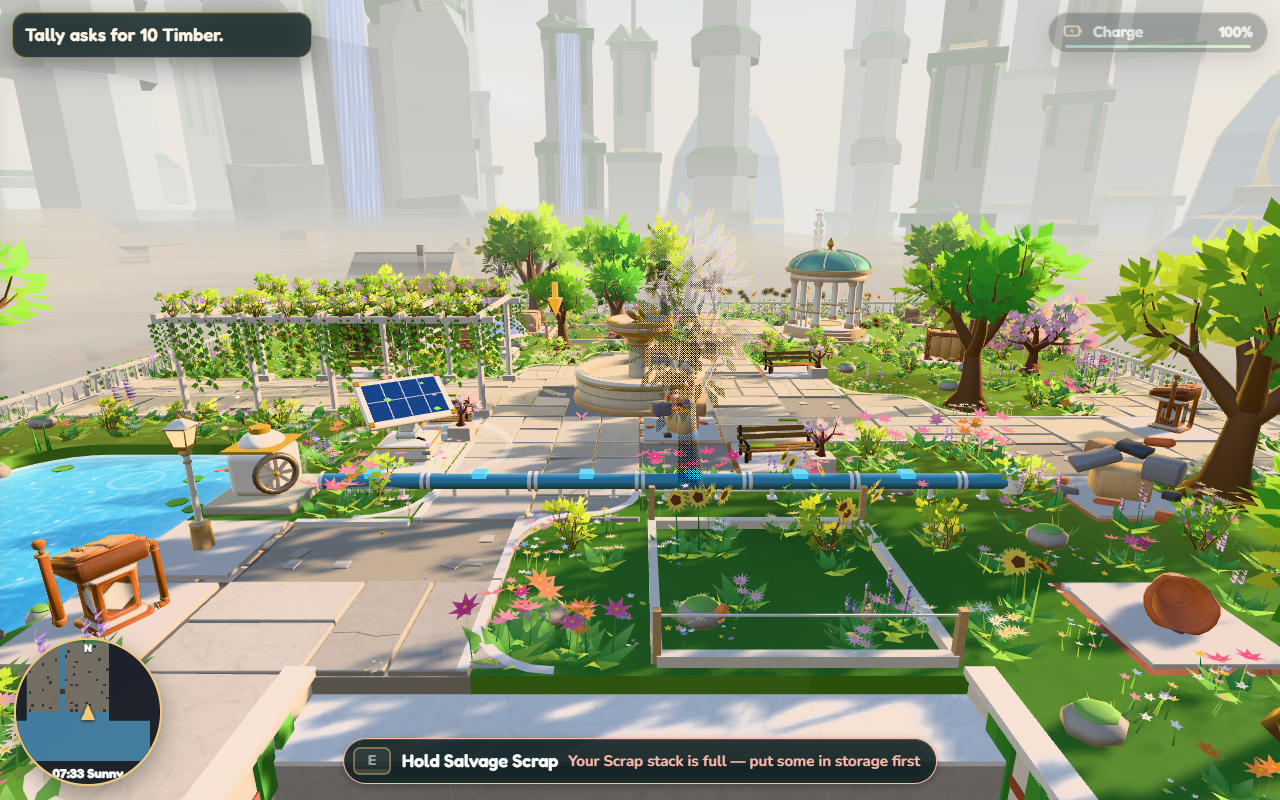 Tally asks for 10 Timber.
Charge 100%
N
07:33 Sunny
E Hold Salvage Scrap Your Scrap stack is full — put some in storage first